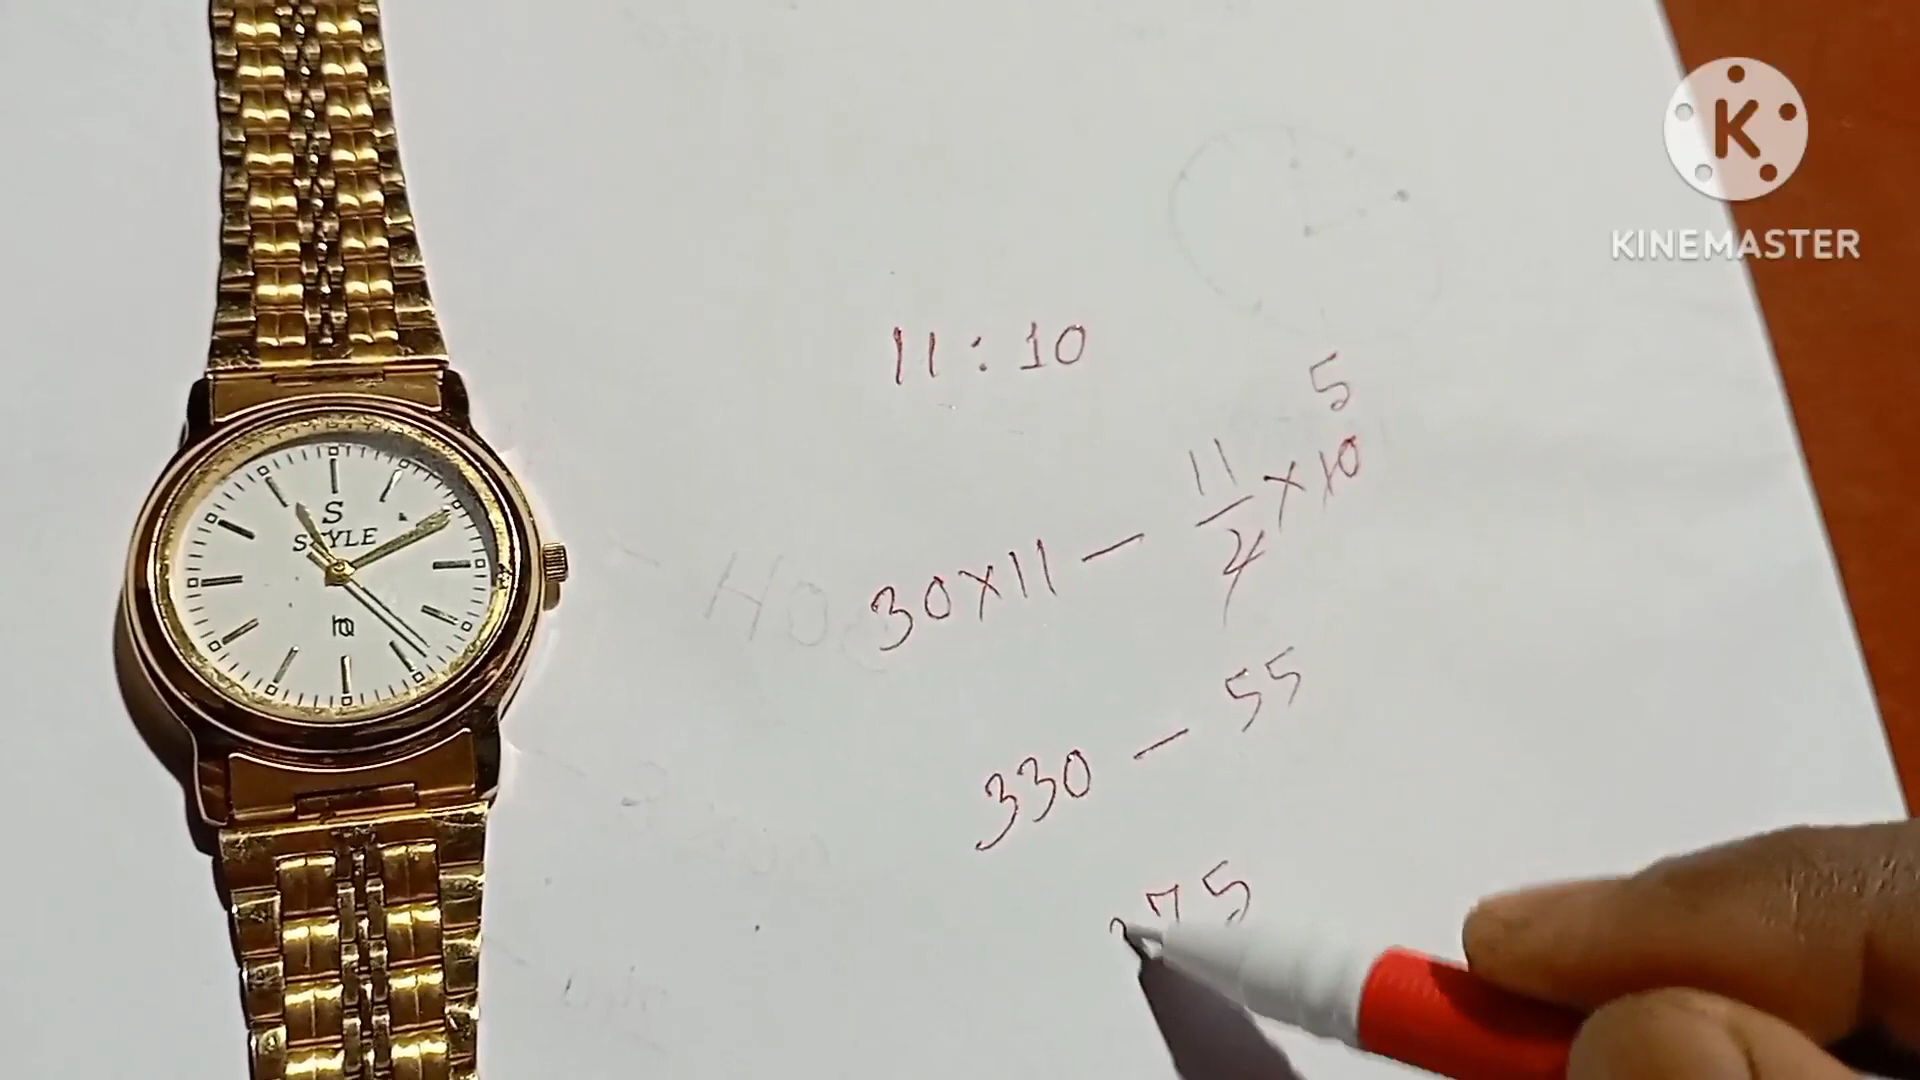 K
KINEMASTER
11 : 10
5
30×11 — 11/2 ×10
330 — 55
275
S
STYLE